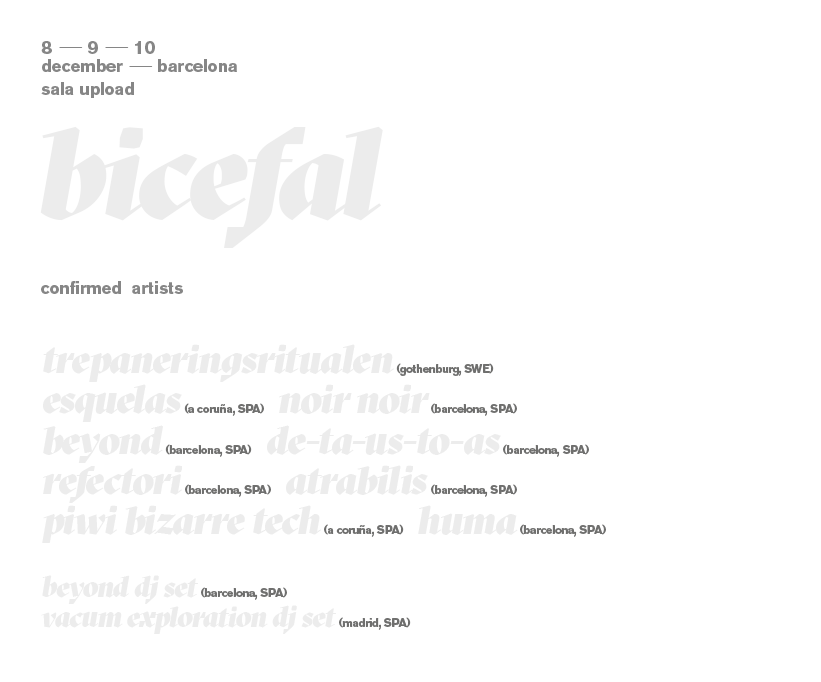 8 — 9 — 10
december — barcelona
sala upload
bicefal
confirmed artists
trepaneringsritualen (gothenburg, SWE)
esquelas (a coruña, SPA) noir noir (barcelona, SPA)
beyond (barcelona, SPA) de-ta-us-to-as (barcelona, SPA)
refectori (barcelona, SPA) atrabilis (barcelona, SPA)
piwi bizarre tech (a coruña, SPA) huma (barcelona, SPA)
beyond dj set (barcelona, SPA)
vacum exploration dj set (madrid, SPA)